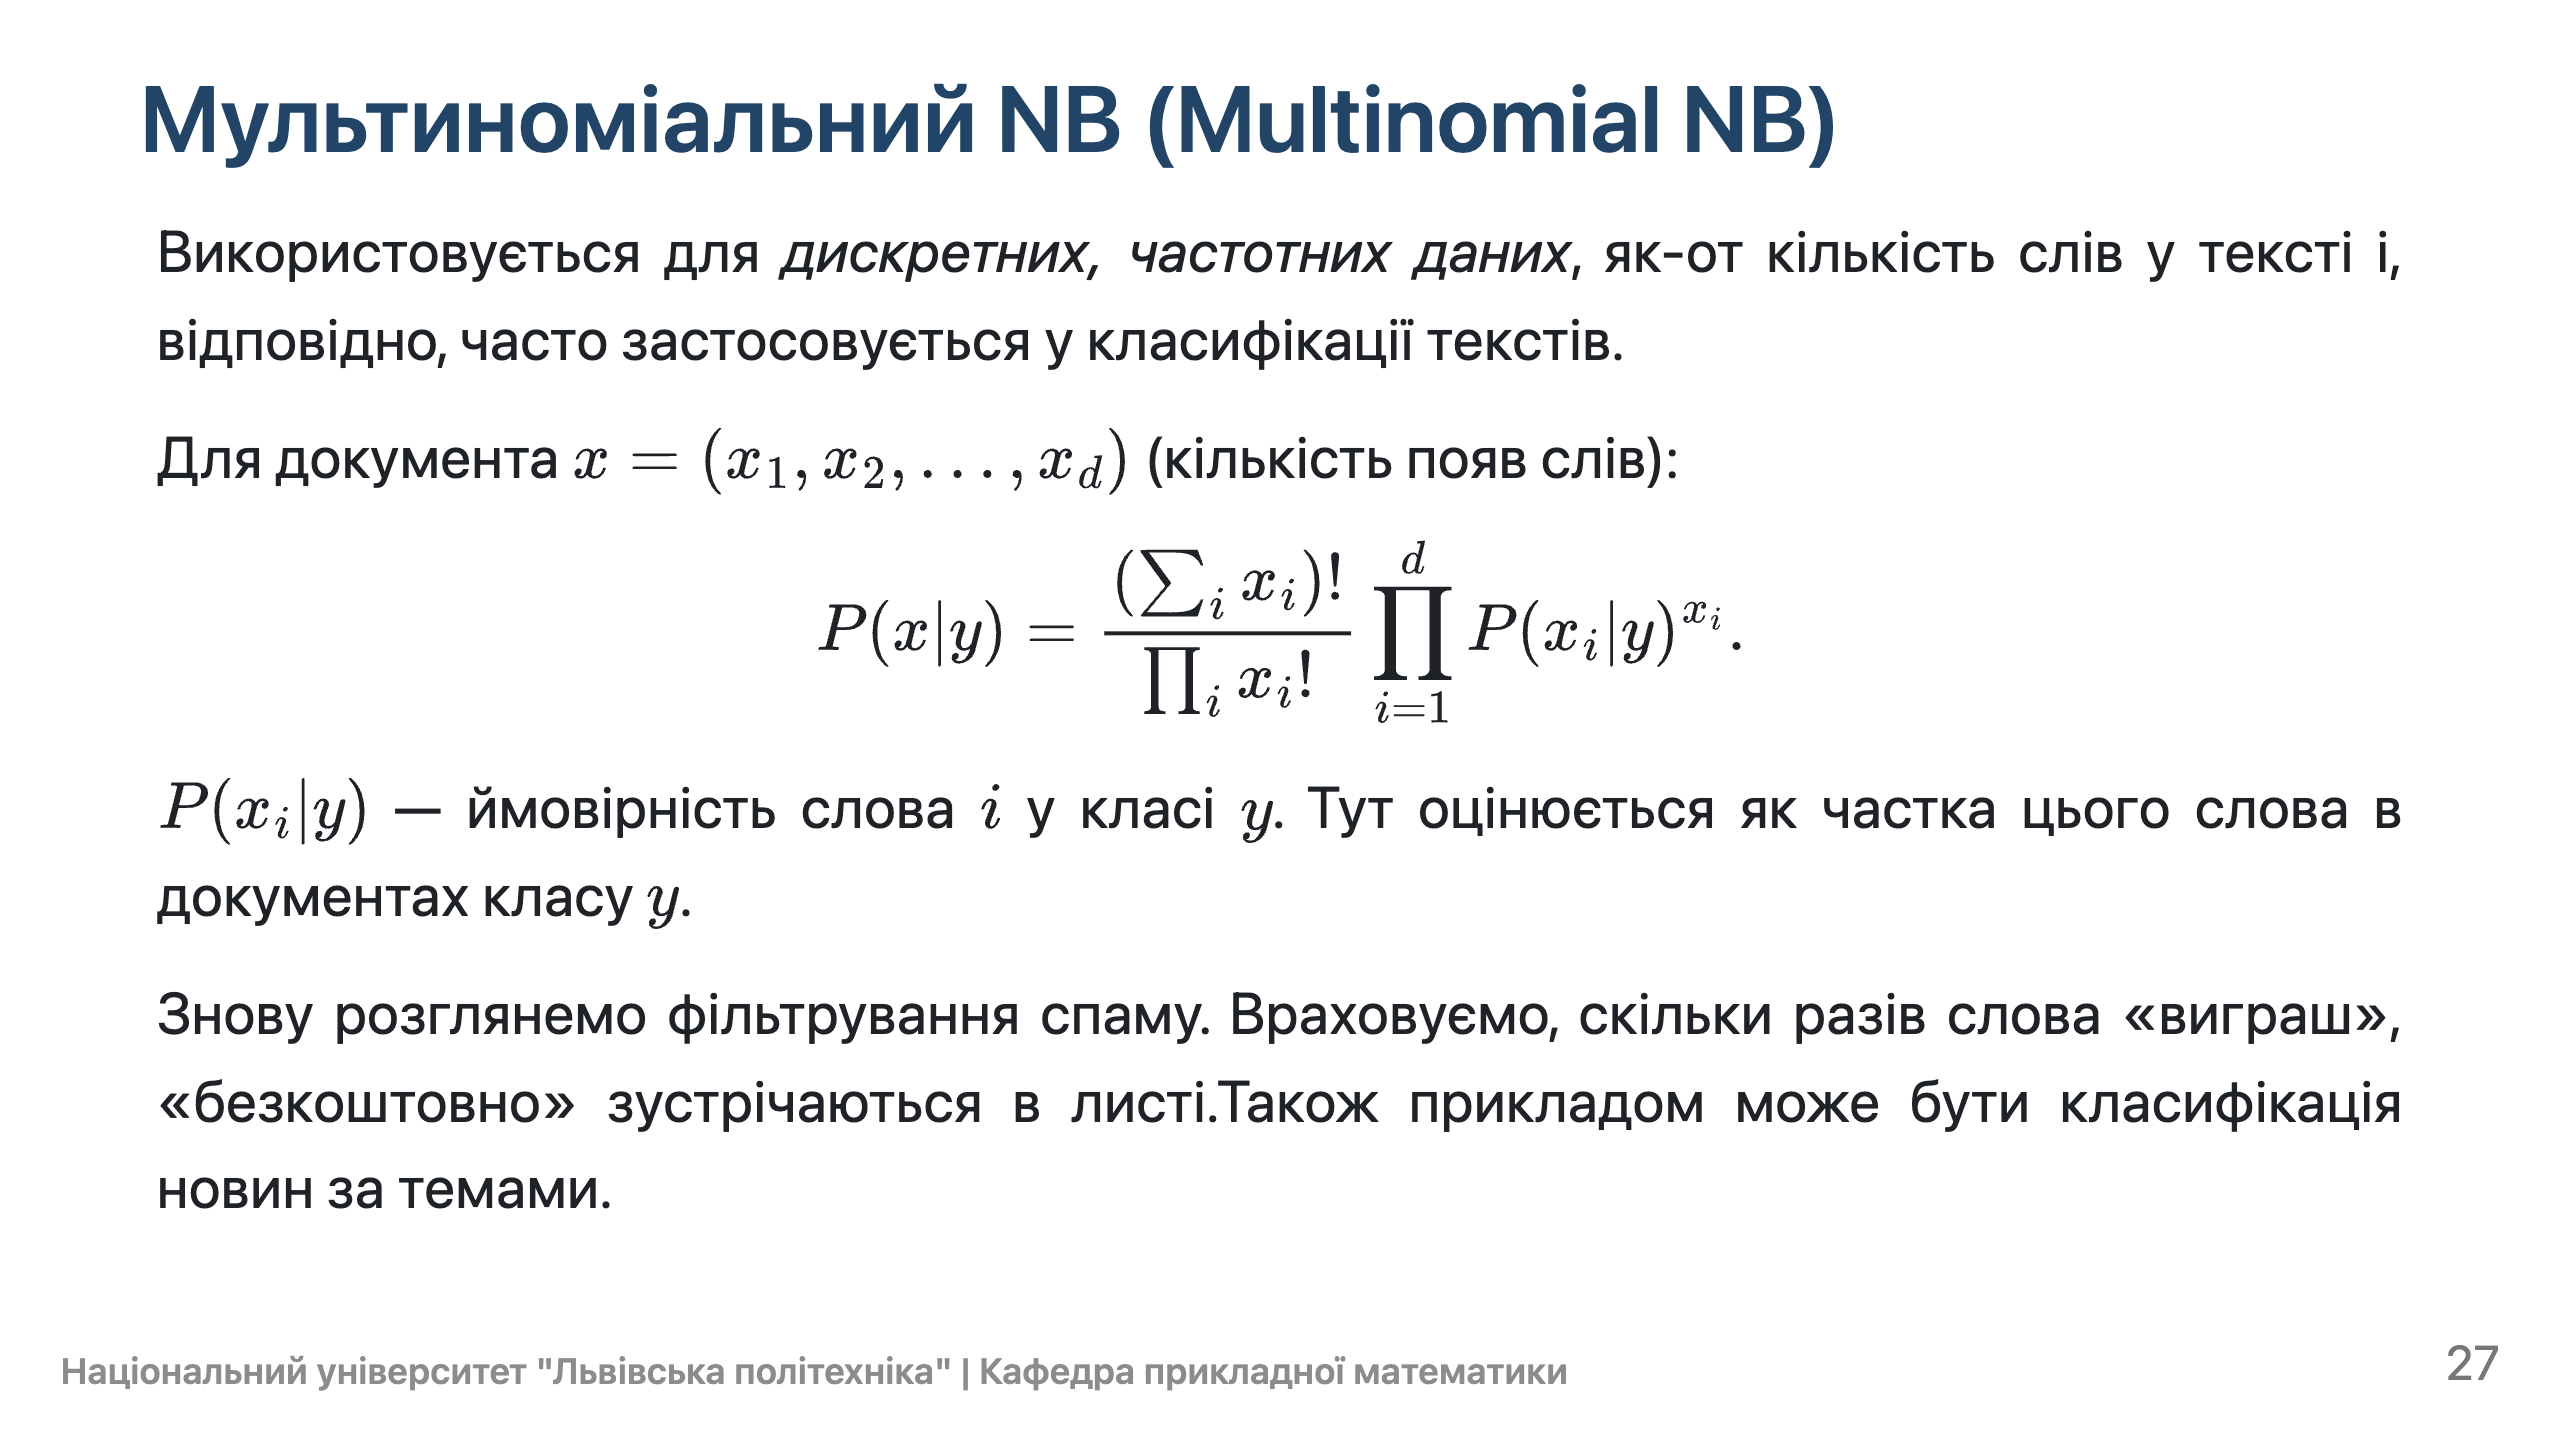 Мультиноміальний NB (Multinomial NB)
Використовується для дискретних, частотних даних, як-от кількість слів у тексті і,
відповідно, часто застосовується у класифікації текстів.
Для документа x = (x₁, x₂, . . . , x_d) (кількість появ слів):
P(x|y) = \frac{(∑_i x_i)!}{∏_i x_i!} ∏_{i=1}^{d} P(x_i|y)^{x_i}.
P(x_i|y) — ймовірність слова i у класі y. Тут оцінюється як частка цього слова в
документах класу y.
Знову розглянемо фільтрування спаму. Враховуємо, скільки разів слова «виграш»,
«безкоштовно» зустрічаються в листі.Також прикладом може бути класифікація
новин за темами.
Національний університет "Львівська політехніка" | Кафедра прикладної математики
27